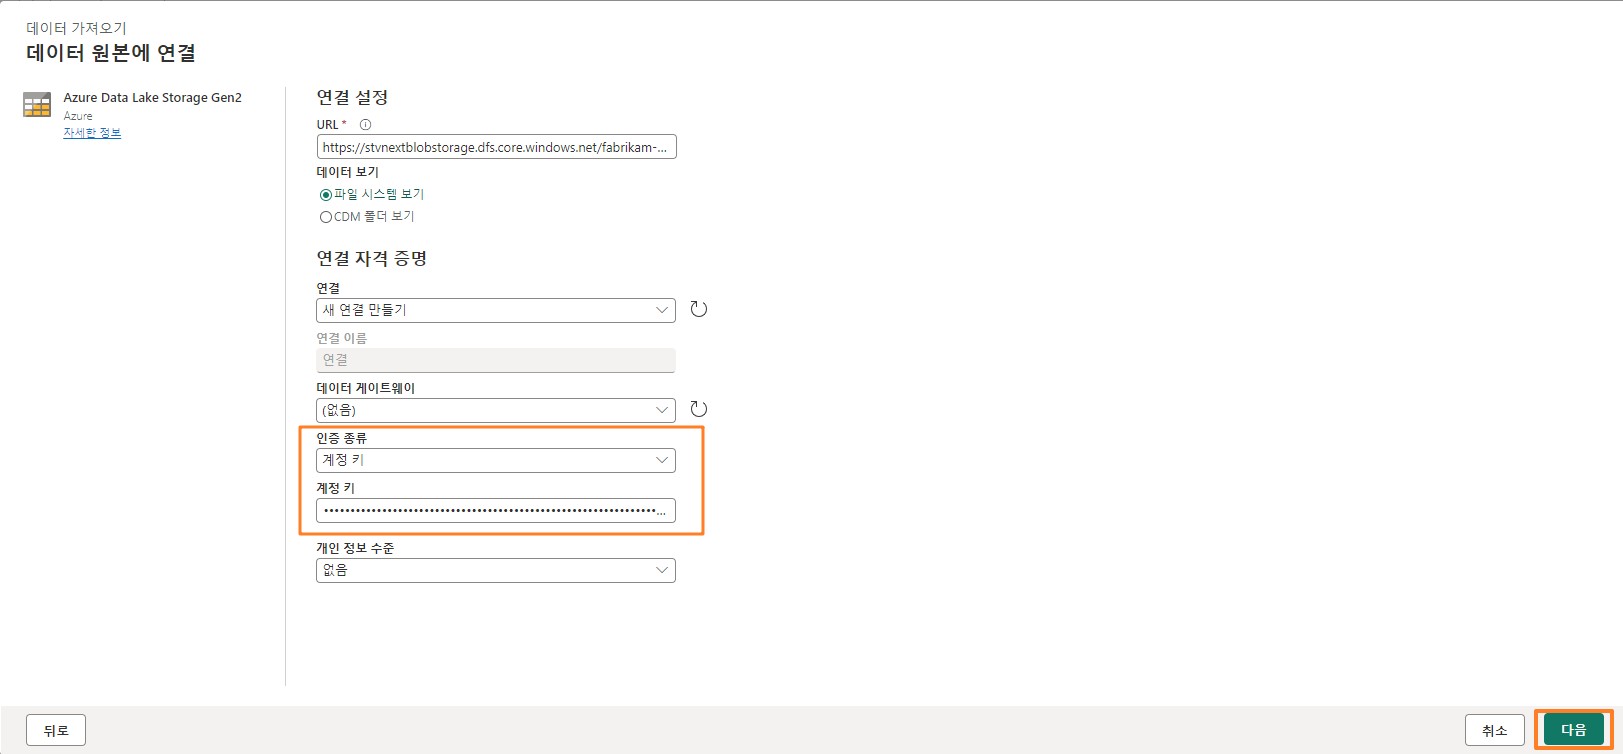 데이터 가져오기
데이터 원본에 연결
Azure Data Lake Storage Gen2
Azure
자세한 정보
연결 설정
URL *
https://stvnextblobstorage.dfs.core.windows.net/fabrikam-...
데이터 보기
파일 시스템 보기
CDM 폴더 보기
연결 자격 증명
연결
새 연결 만들기
연결 이름
연결
데이터 게이트웨이
(없음)
인증 종류
계정 키
계정 키
개인 정보 수준
없음
뒤로
취소
다음